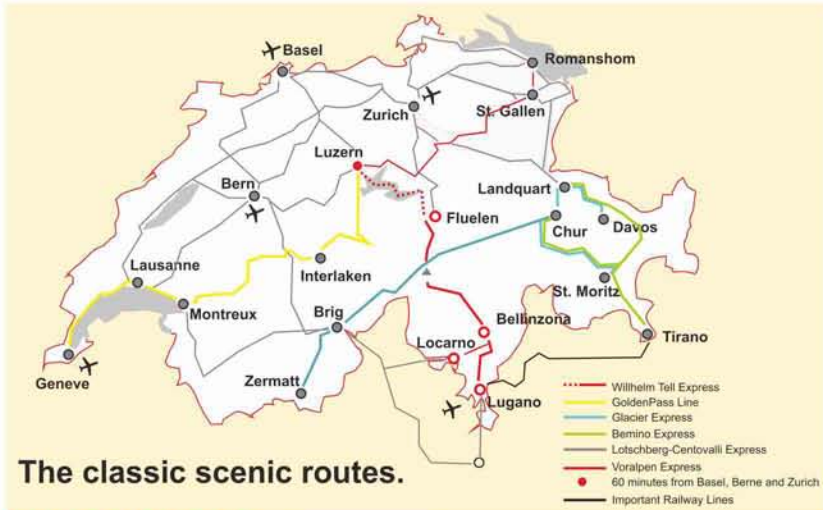 Basel
Romanshom
Zurich
St. Gallen
Luzern
Landquart
Bern
Fluelen
Chur
Davos
Lausanne
Interlaken
St. Moritz
Montreux
Brig
Bellinzona
Tirano
Locarno
Geneve
Zermatt
Lugano
Willhelm Tell Express
GoldenPass Line
Glacier Express
Bemino Express
Lotschberg-Centovalli Express
Voralpen Express
60 minutes from Basel, Berne and Zurich
Important Railway Lines
The classic scenic routes.